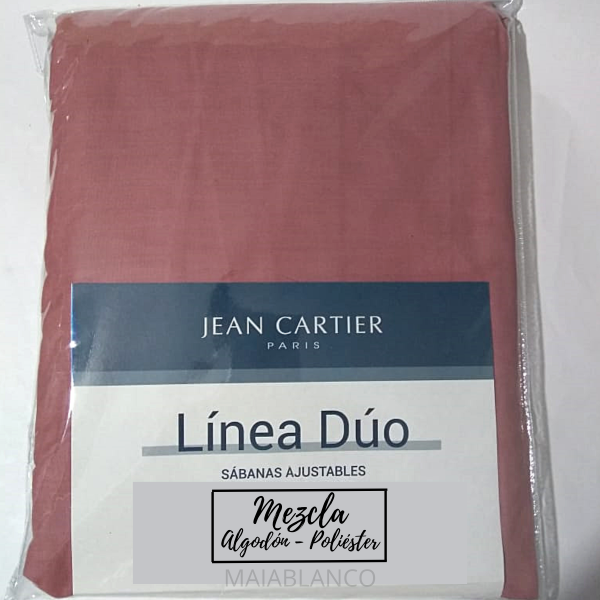 JEAN CARTIER
PARIS
Línea Dúo
SÁBANAS AJUSTABLES
Mezcla
Algodón - Poliéster
MAIABLANCO